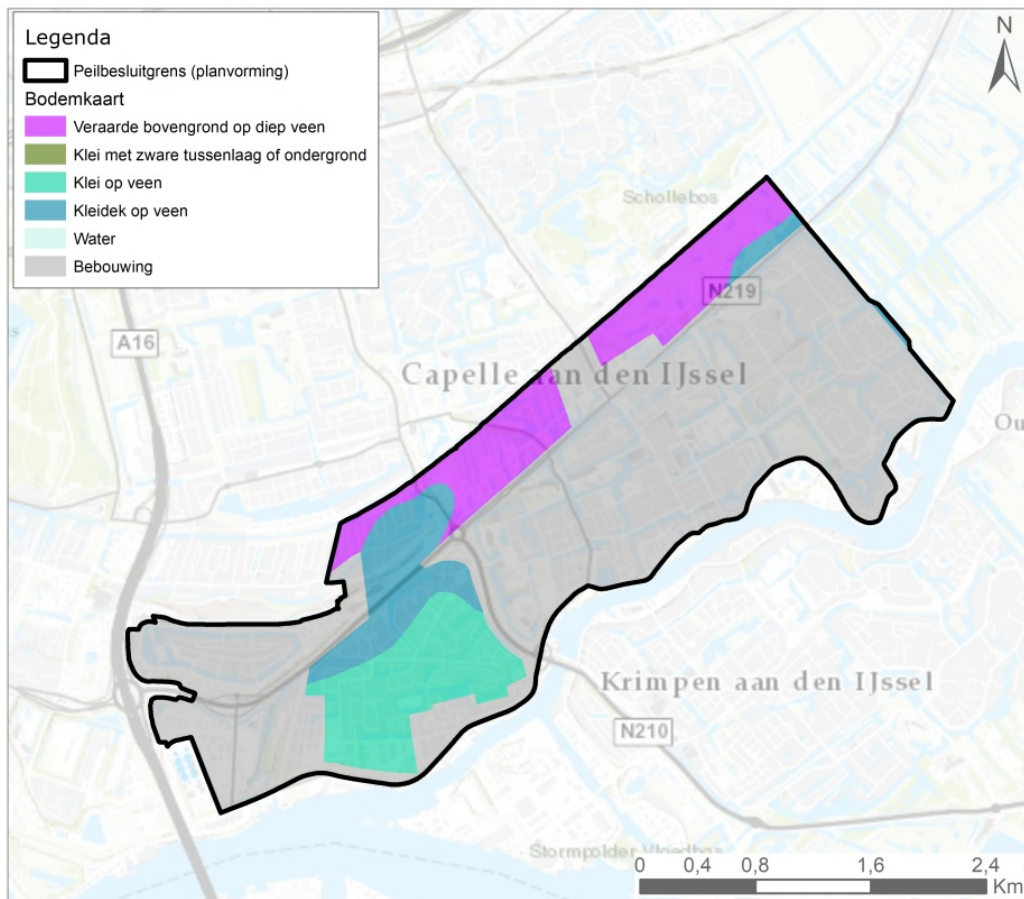 Legenda
Peilbesluitgrens (planvorming)
Bodemkaart
Veraarde bovengrond op diep veen
Klei met zware tussenlaag of ondergrond
Klei op veen
Kleidek op veen
Water
Bebouwing
N
Schollebos
N219
A16
Capelle aan den IJssel
Ou
Krimpen aan den IJssel
N210
Stormpolder Vloedbos
0 0,4 0,8 1,6 2,4
Km